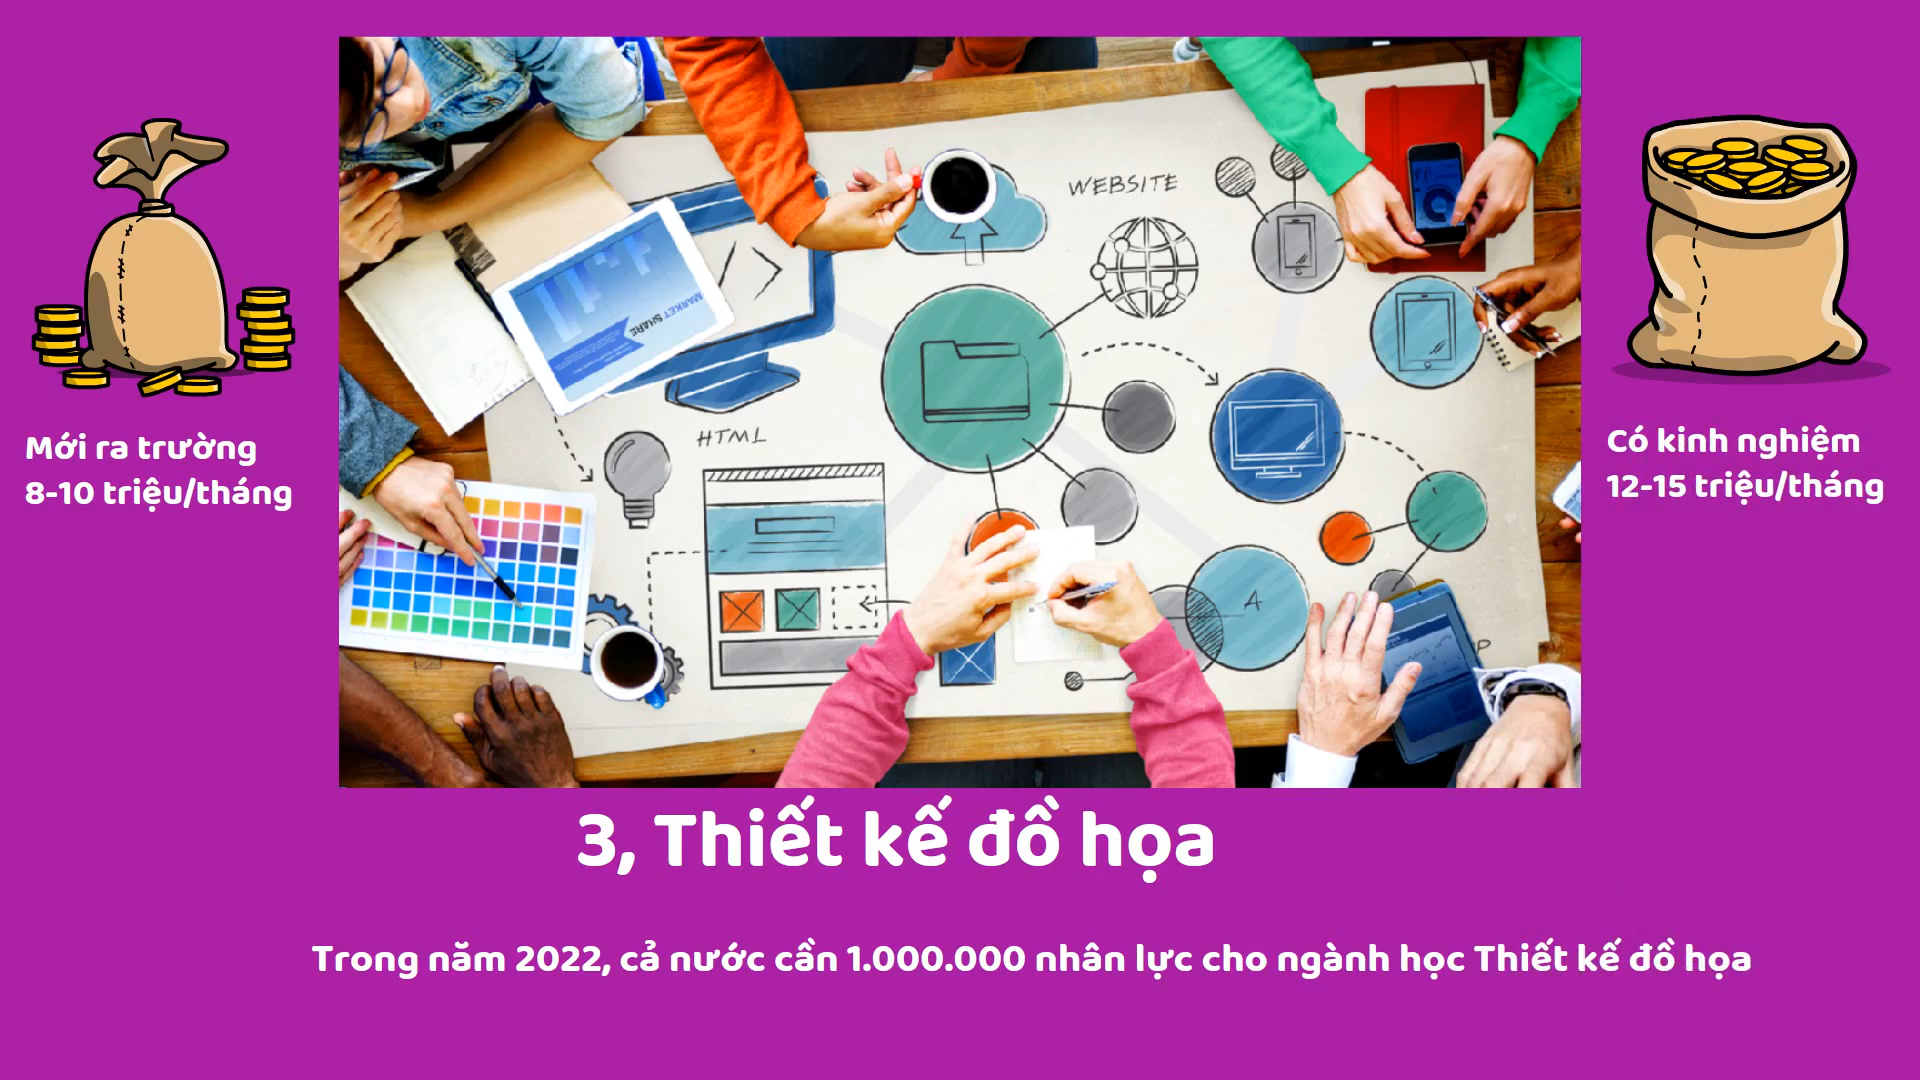 WEBSITE
MARKET SHARE
HTML
A
P
Mới ra trường
8-10 triệu/tháng
Có kinh nghiệm
12-15 triệu/tháng
3, Thiết kế đồ họa
Trong năm 2022, cả nước cần 1.000.000 nhân lực cho ngành học Thiết kế đồ họa